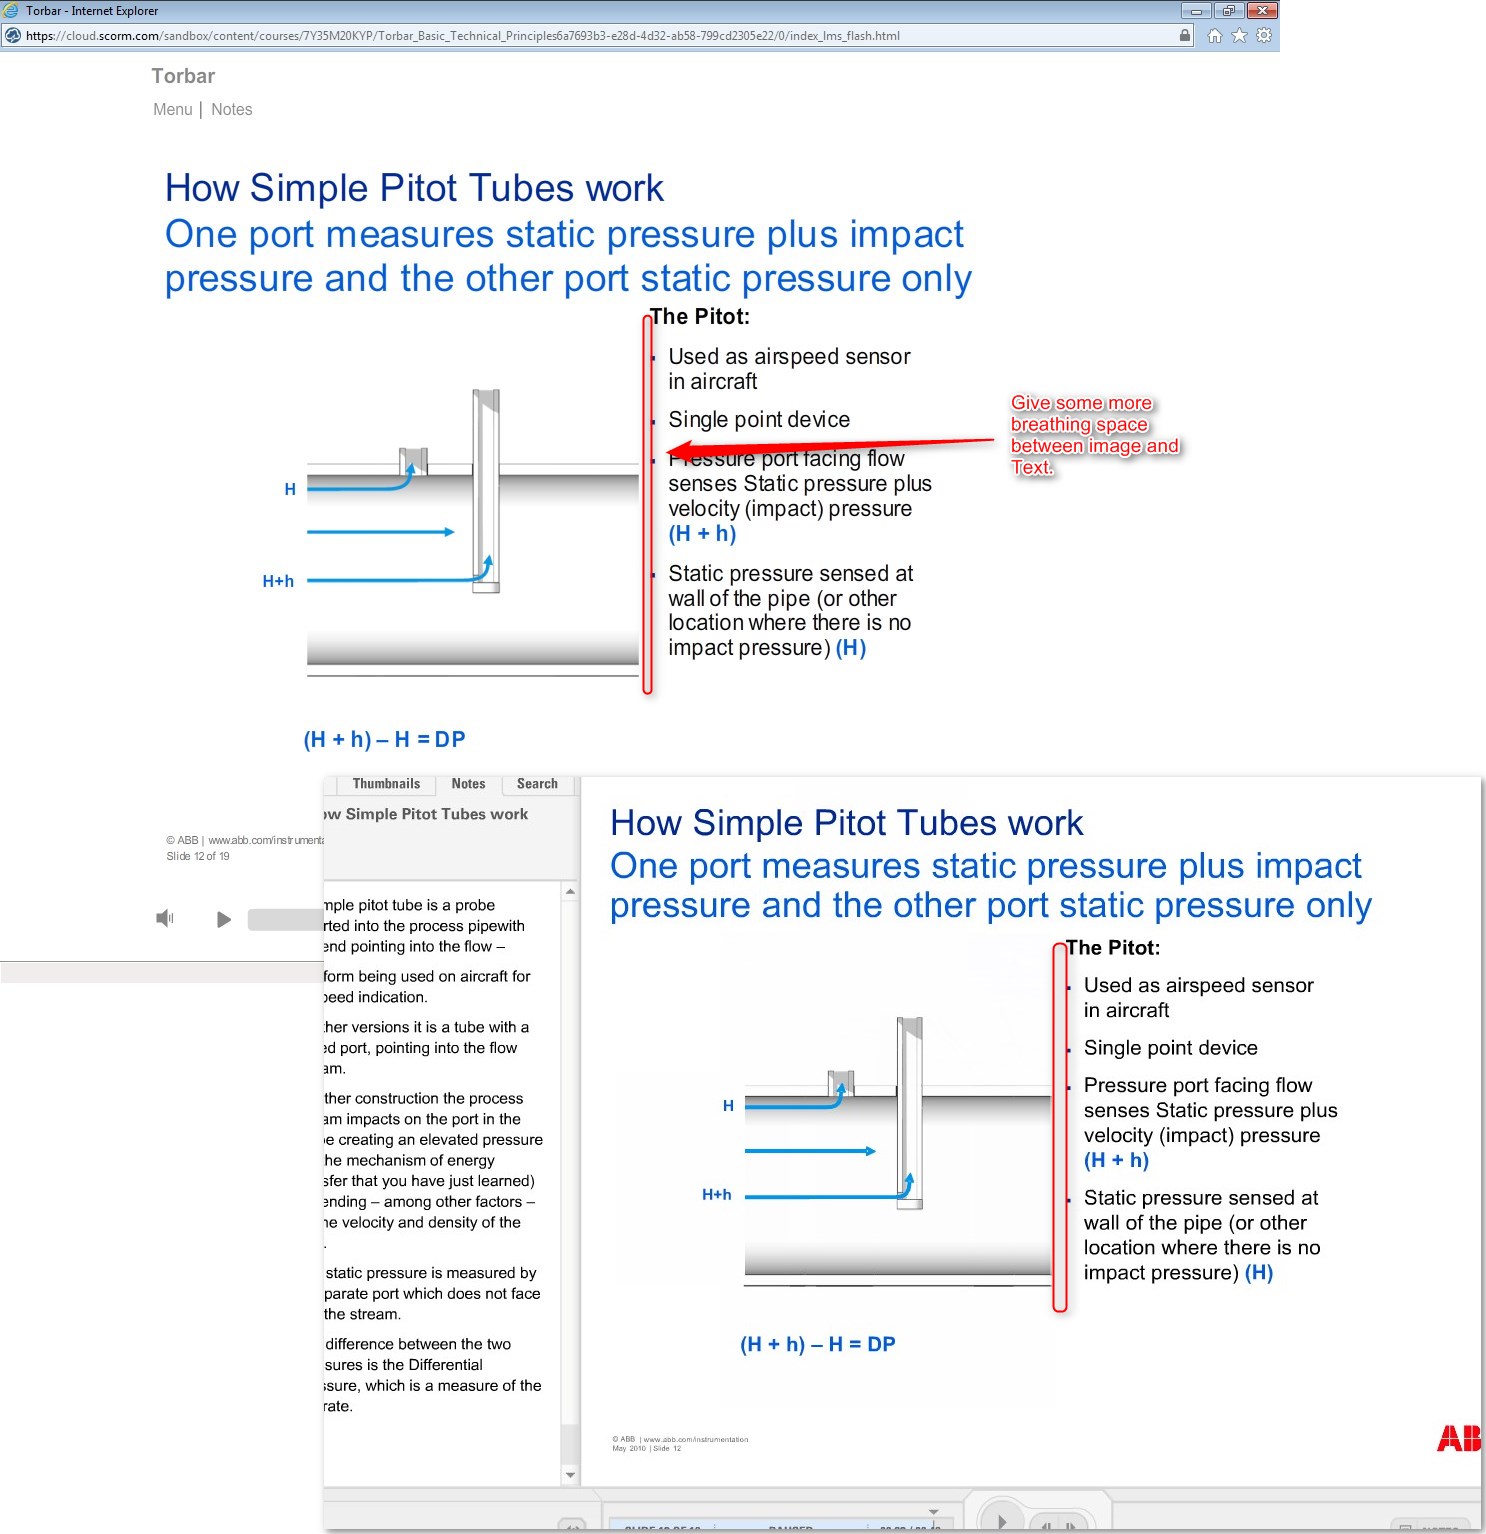 Torbar - Internet Explorer
https://cloud.scorm.com/sandbox/content/courses/7Y35M20KYP/Torbar_Basic_Technical_Principles6a7693b3-e28d-4d32-ab58-799cd2305e22/0/index_lms_flash.html
Torbar
Menu | Notes
How Simple Pitot Tubes work
One port measures static pressure plus impact
pressure and the other port static pressure only
The Pitot:
Used as airspeed sensor
in aircraft
Single point device
Pressure port facing flow
senses Static pressure plus
velocity (impact) pressure
(H + h)
Static pressure sensed at
wall of the pipe (or other
location where there is no
impact pressure) (H)
Give some more
breathing space
between image and
Text.
H
H+h
(H + h) – H = DP
© ABB | www.abb.com/instrumenta
Slide 12 of 19
Thumbnails Notes Search
ow Simple Pitot Tubes work
mple pitot tube is a probe
rted into the process pipewith
end pointing into the flow –
form being used on aircraft for
peed indication.
ther versions it is a tube with a
ed port, pointing into the flow
am.
ther construction the process
am impacts on the port in the
e creating an elevated pressure
he mechanism of energy
sfer that you have just learned)
ending – among other factors –
he velocity and density of the
.
static pressure is measured by
parate port which does not face
the stream.
difference between the two
sures is the Differential
ssure, which is a measure of the
rate.
How Simple Pitot Tubes work
One port measures static pressure plus impact
pressure and the other port static pressure only
The Pitot:
Used as airspeed sensor
in aircraft
Single point device
Pressure port facing flow
senses Static pressure plus
velocity (impact) pressure
(H + h)
Static pressure sensed at
wall of the pipe (or other
location where there is no
impact pressure) (H)
H
H+h
(H + h) – H = DP
© ABB | www.abb.com/instrumentation
May 2010 | Slide 12
AB